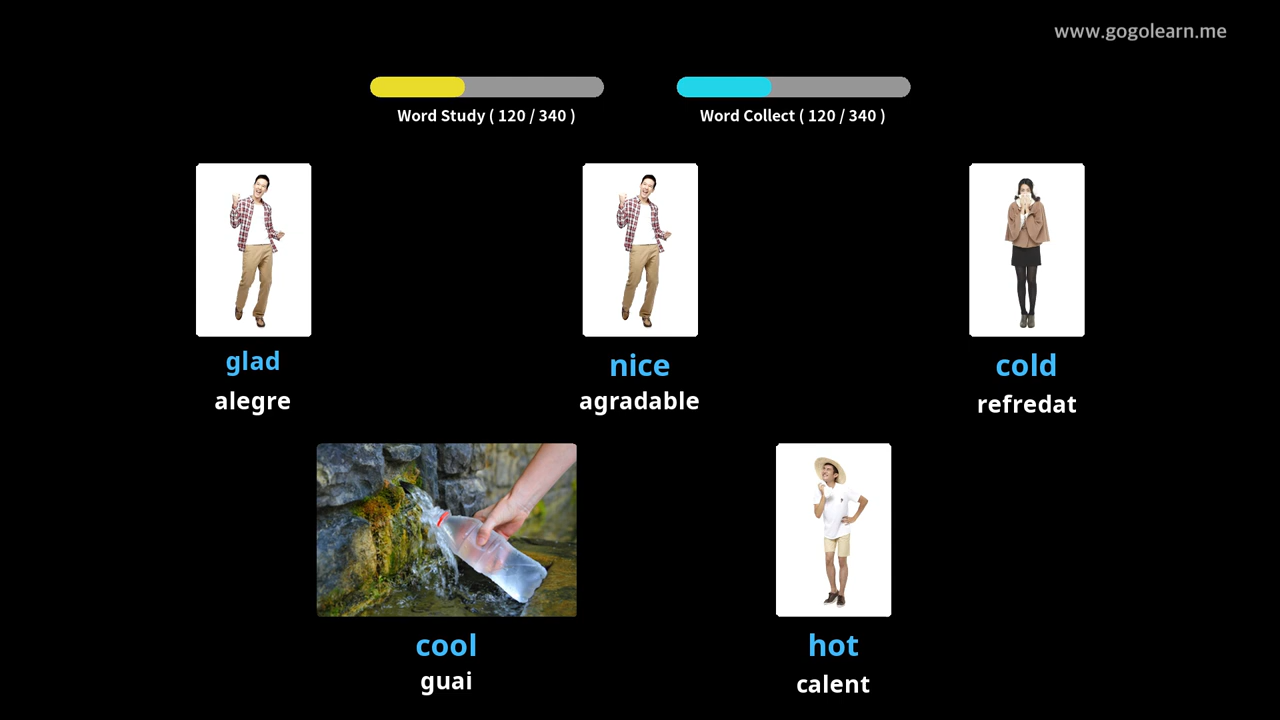 www.gogolearn.me
Word Study ( 120 / 340 )
Word Collect ( 120 / 340 )
glad
alegre
nice
agradable
cold
refredat
cool
guai
hot
calent